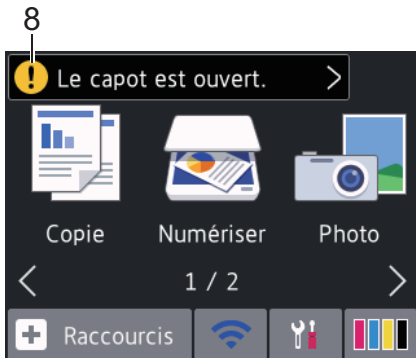 8
! Le capot est ouvert. >
Copie Numériser Photo
< 1 / 2 >
+ Raccourcis